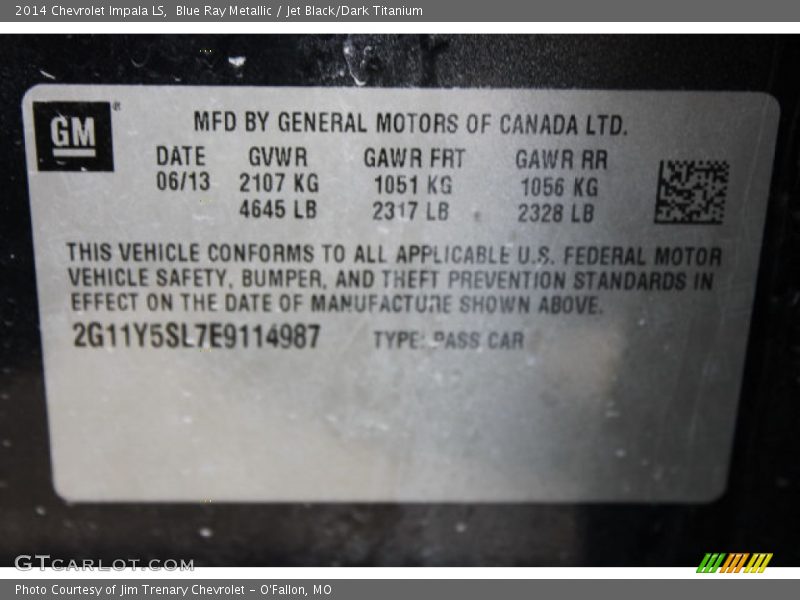 2014 Chevrolet Impala LS, Blue Ray Metallic / Jet Black/Dark Titanium
GM ®
MFD BY GENERAL MOTORS OF CANADA LTD.
DATE GVWR GAWR FRT GAWR RR
06/13 2107 KG 1051 KG 1056 KG
4645 LB 2317 LB 2328 LB
THIS VEHICLE CONFORMS TO ALL APPLICABLE U.S. FEDERAL MOTOR
VEHICLE SAFETY, BUMPER, AND THEFT PREVENTION STANDARDS IN
EFFECT ON THE DATE OF MANUFACTURE SHOWN ABOVE.
2G11Y5SL7E9114987 TYPE: PASS CAR
GTCARLOT.COM
Photo Courtesy of Jim Trenary Chevrolet - O'Fallon, MO